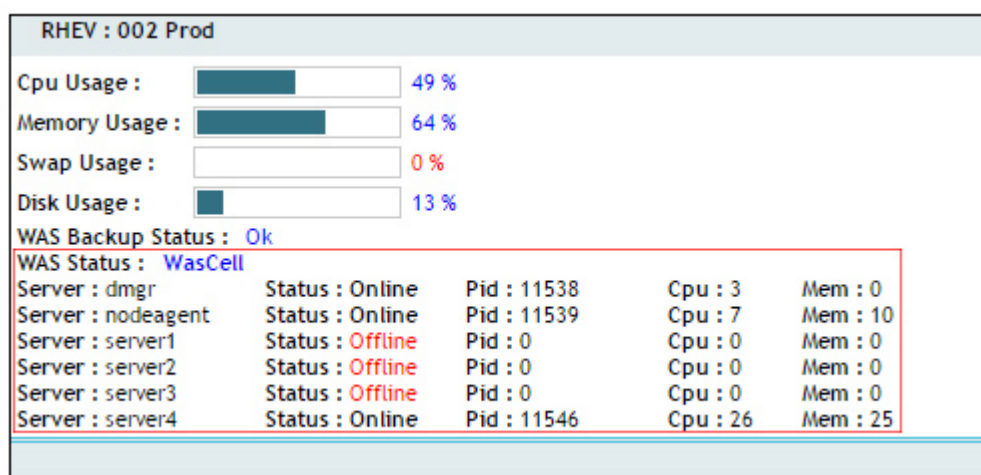 RHEV : 002 Prod
Cpu Usage : 49 %
Memory Usage : 64 %
Swap Usage : 0 %
Disk Usage : 13 %
WAS Backup Status : Ok
WAS Status : WasCell
Server : dmgr Status : Online Pid : 11538 Cpu : 3 Mem : 0
Server : nodeagent Status : Online Pid : 11539 Cpu : 7 Mem : 10
Server : server1 Status : Offline Pid : 0 Cpu : 0 Mem : 0
Server : server2 Status : Offline Pid : 0 Cpu : 0 Mem : 0
Server : server3 Status : Offline Pid : 0 Cpu : 0 Mem : 0
Server : server4 Status : Online Pid : 11546 Cpu : 26 Mem : 25